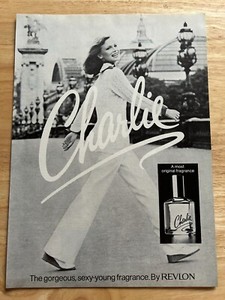 Charlie
A most
original fragrance
Charlie
The gorgeous, sexy-young fragrance. By REVLON